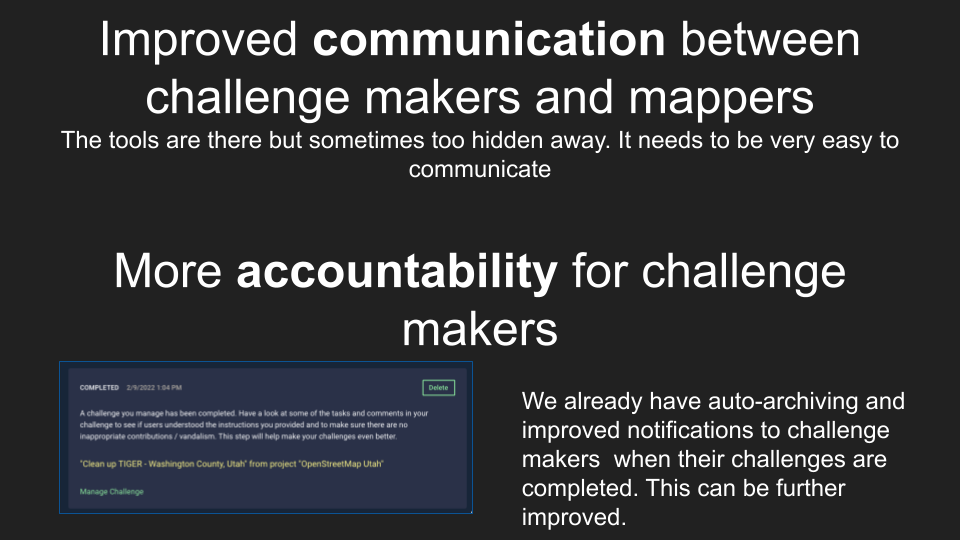 Improved communication between
challenge makers and mappers
The tools are there but sometimes too hidden away. It needs to be very easy to
communicate
More accountability for challenge
makers
COMPLETED 2/9/2022 1:04 PM
Delete
A challenge you manage has been completed. Have a look at some of the tasks and comments in your
challenge to see if users understood the instructions you provided and to make sure there are no
inappropriate contributions / vandalism. This step will help make your challenges even better.
"Clean up TIGER - Washington County, Utah" from project "OpenStreetMap Utah"
Manage Challenge
We already have auto-archiving and
improved notifications to challenge
makers  when their challenges are
completed. This can be further
improved.